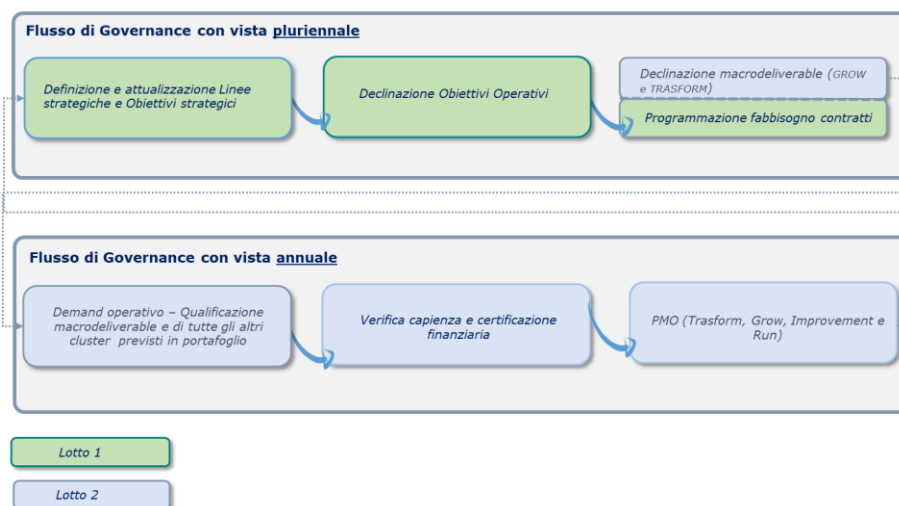 Flusso di Governance con vista pluriennale
Definizione e attualizzazione Linee
strategiche e Obiettivi strategici
Declinazione Obiettivi Operativi
Declinazione macrodeliverable (GROW
e TRASFORM)
Programmazione fabbisogno contratti
Flusso di Governance con vista annuale
Demand operativo – Qualificazione
macrodeliverable e di tutte gli altri
cluster previsti in portafoglio
Verifica capienza e certificazione
finanziaria
PMO (Trasform, Grow, Improvement e
Run)
Lotto 1
Lotto 2